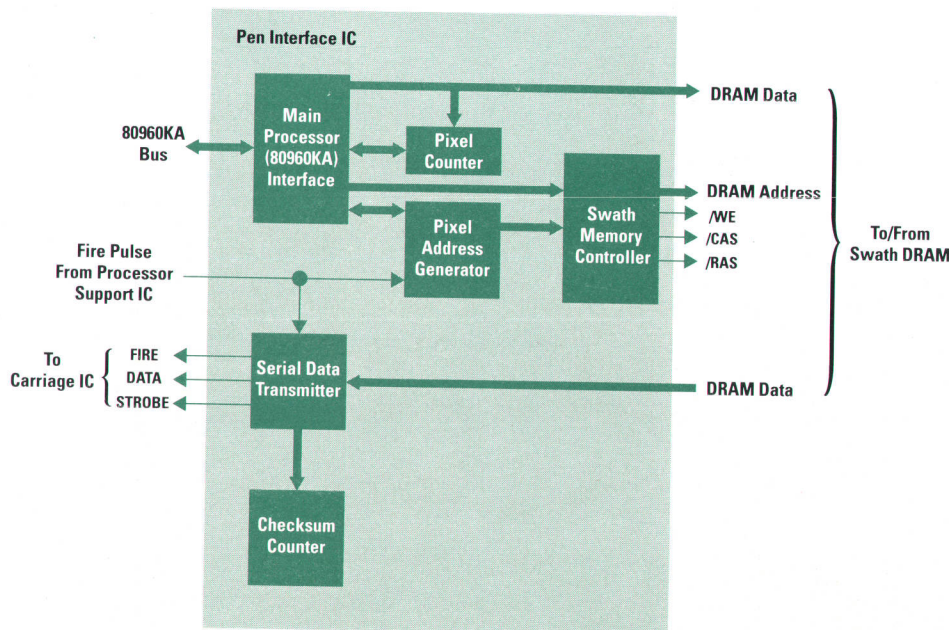 Pen Interface IC
Main
Processor
(80960KA)
Interface
DRAM Data
80960KA
Bus
Pixel
Counter
DRAM Address
/WE
/CAS
/RAS
Swath
Memory
Controller
Pixel
Address
Generator
To/From
Swath DRAM
Fire Pulse
From Processor
Support IC
To
Carriage IC
FIRE
DATA
STROBE
Serial Data
Transmitter
DRAM Data
Checksum
Counter